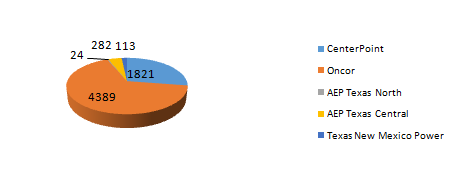 282 113
24
1821
4389
CenterPoint
Oncor
AEP Texas North
AEP Texas Central
Texas New Mexico Power